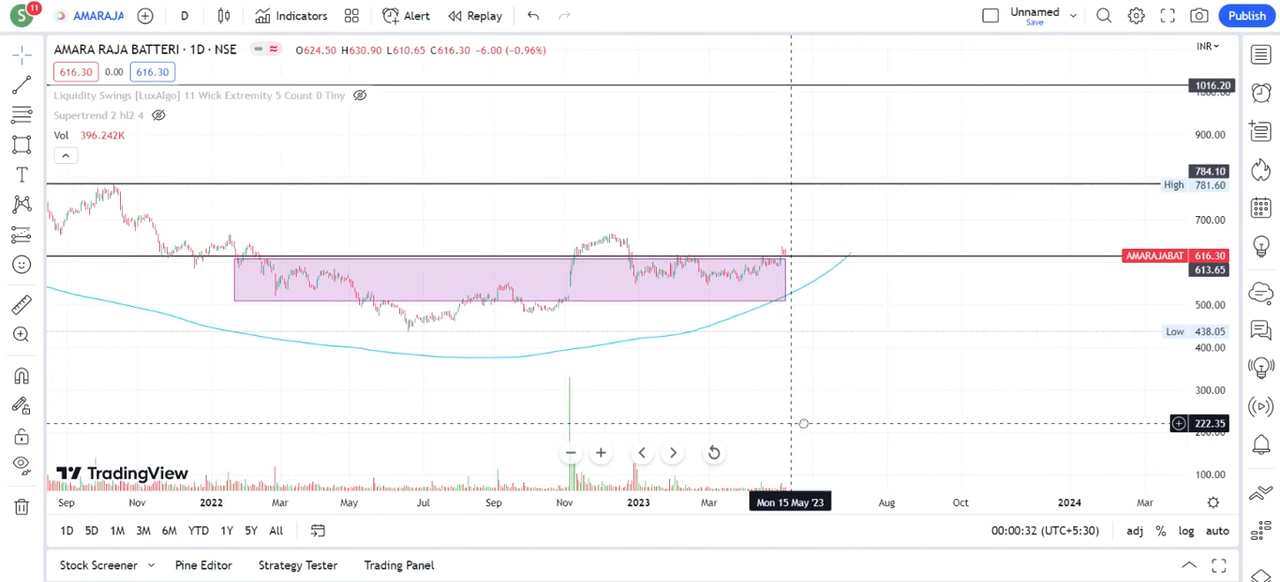 S 11 AMARAJA D Indicators Alert Replay Unnamed Save Publish
AMARA RAJA BATTERI · 1D · NSE O624.50 H630.90 L610.65 C616.30 −6.00 (−0.96%) INR
616.30 0.00 616.30
Liquidity Swings [LuxAlgo] 11 Wick Extremity 5 Count 0 Tiny
1016.20
Supertrend 2 hl2 4
Vol 396.242K
900.00
784.10
High 781.60
700.00
AMARAJABAT 616.30
613.65
500.00
Low 438.05
400.00
300.00
222.35
TradingView
100.00
Sep Nov 2022 Mar May Jul Sep Nov 2023 Mar Mon 15 May '23 Aug Oct 2024 Mar
1D 5D 1M 3M 6M YTD 1Y 5Y All 00:00:32 (UTC+5:30) adj % log auto
Stock Screener Pine Editor Strategy Tester Trading Panel